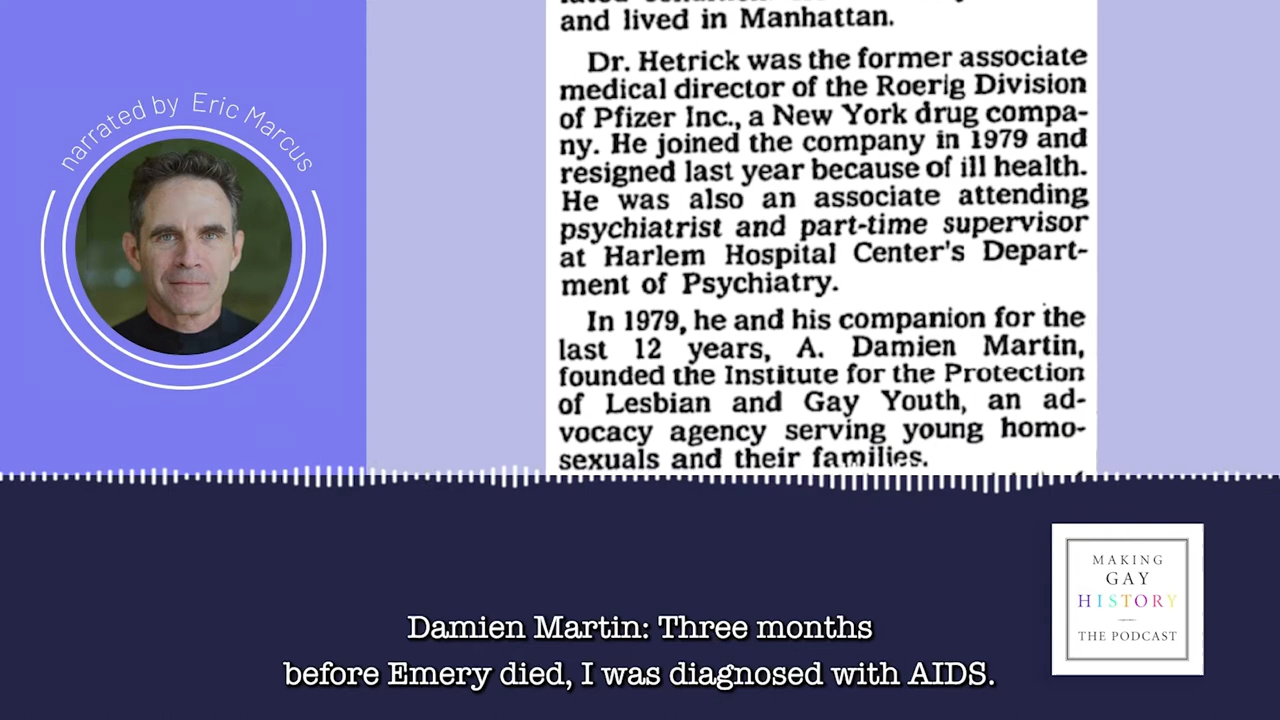 narrated by Eric Marcus
and lived in Manhattan.
Dr. Hetrick was the former associate
medical director of the Roerig Division
of Pfizer Inc., a New York drug compa-
ny. He joined the company in 1979 and
resigned last year because of ill health.
He was also an associate attending
psychiatrist and part-time supervisor
at Harlem Hospital Center's Depart-
ment of Psychiatry.
In 1979, he and his companion for the
last 12 years, A. Damien Martin,
founded the Institute for the Protection
of Lesbian and Gay Youth, an ad-
vocacy agency serving young homo-
sexuals and their families.
MAKING
GAY
HISTORY
THE PODCAST
Damien Martin: Three months
before Emery died, I was diagnosed with AIDS.